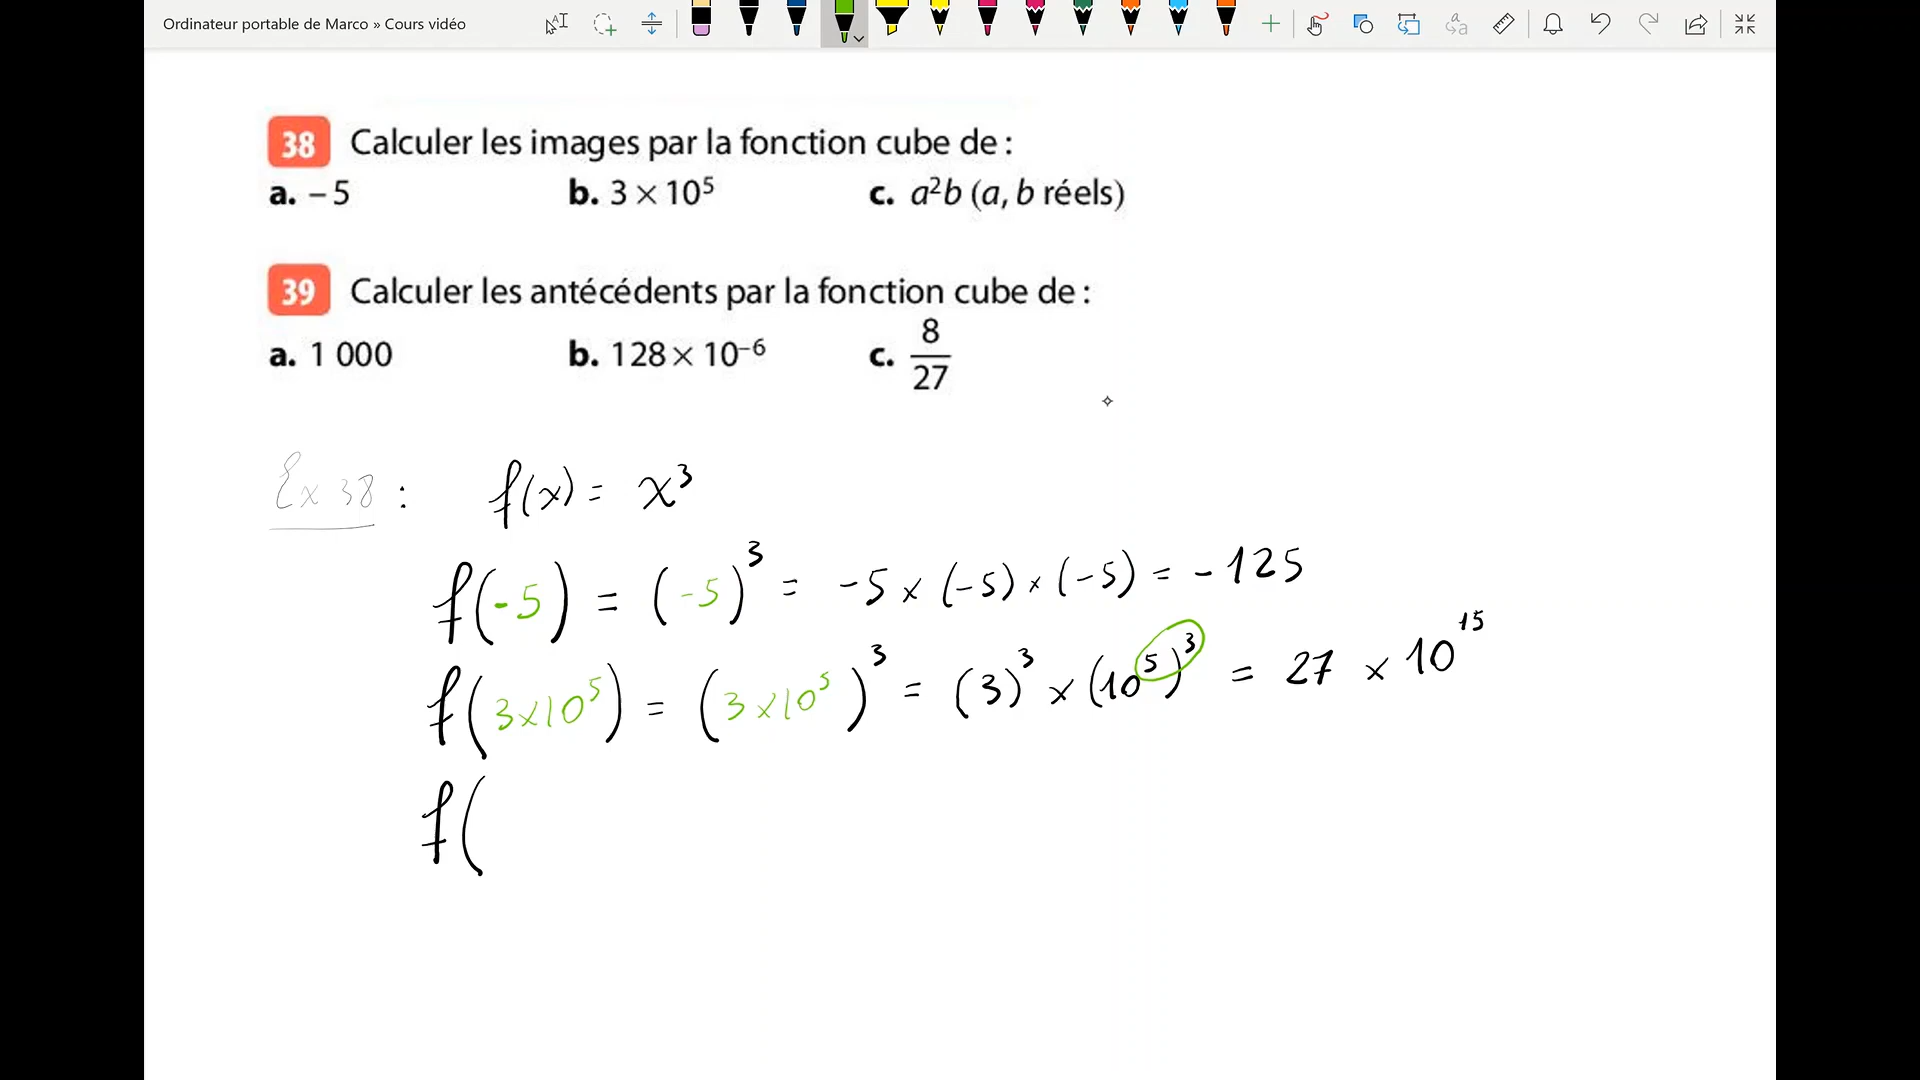 Ordinateur portable de Marco » Cours vidéo
38 Calculer les images par la fonction cube de :
a. – 5 b. 3 × 10⁵ c. a²b (a, b réels)
39 Calculer les antécédents par la fonction cube de :
a. 1 000 b. 128 × 10⁻⁶ c. 8/27
Ex 38 : f(x) = x³
f(-5) = (-5)³ = -5 × (-5) × (-5) = -125
f(3×10⁵) = (3×10⁵)³ = (3)³ × (10⁵)³ = 27 × 10¹⁵
f(